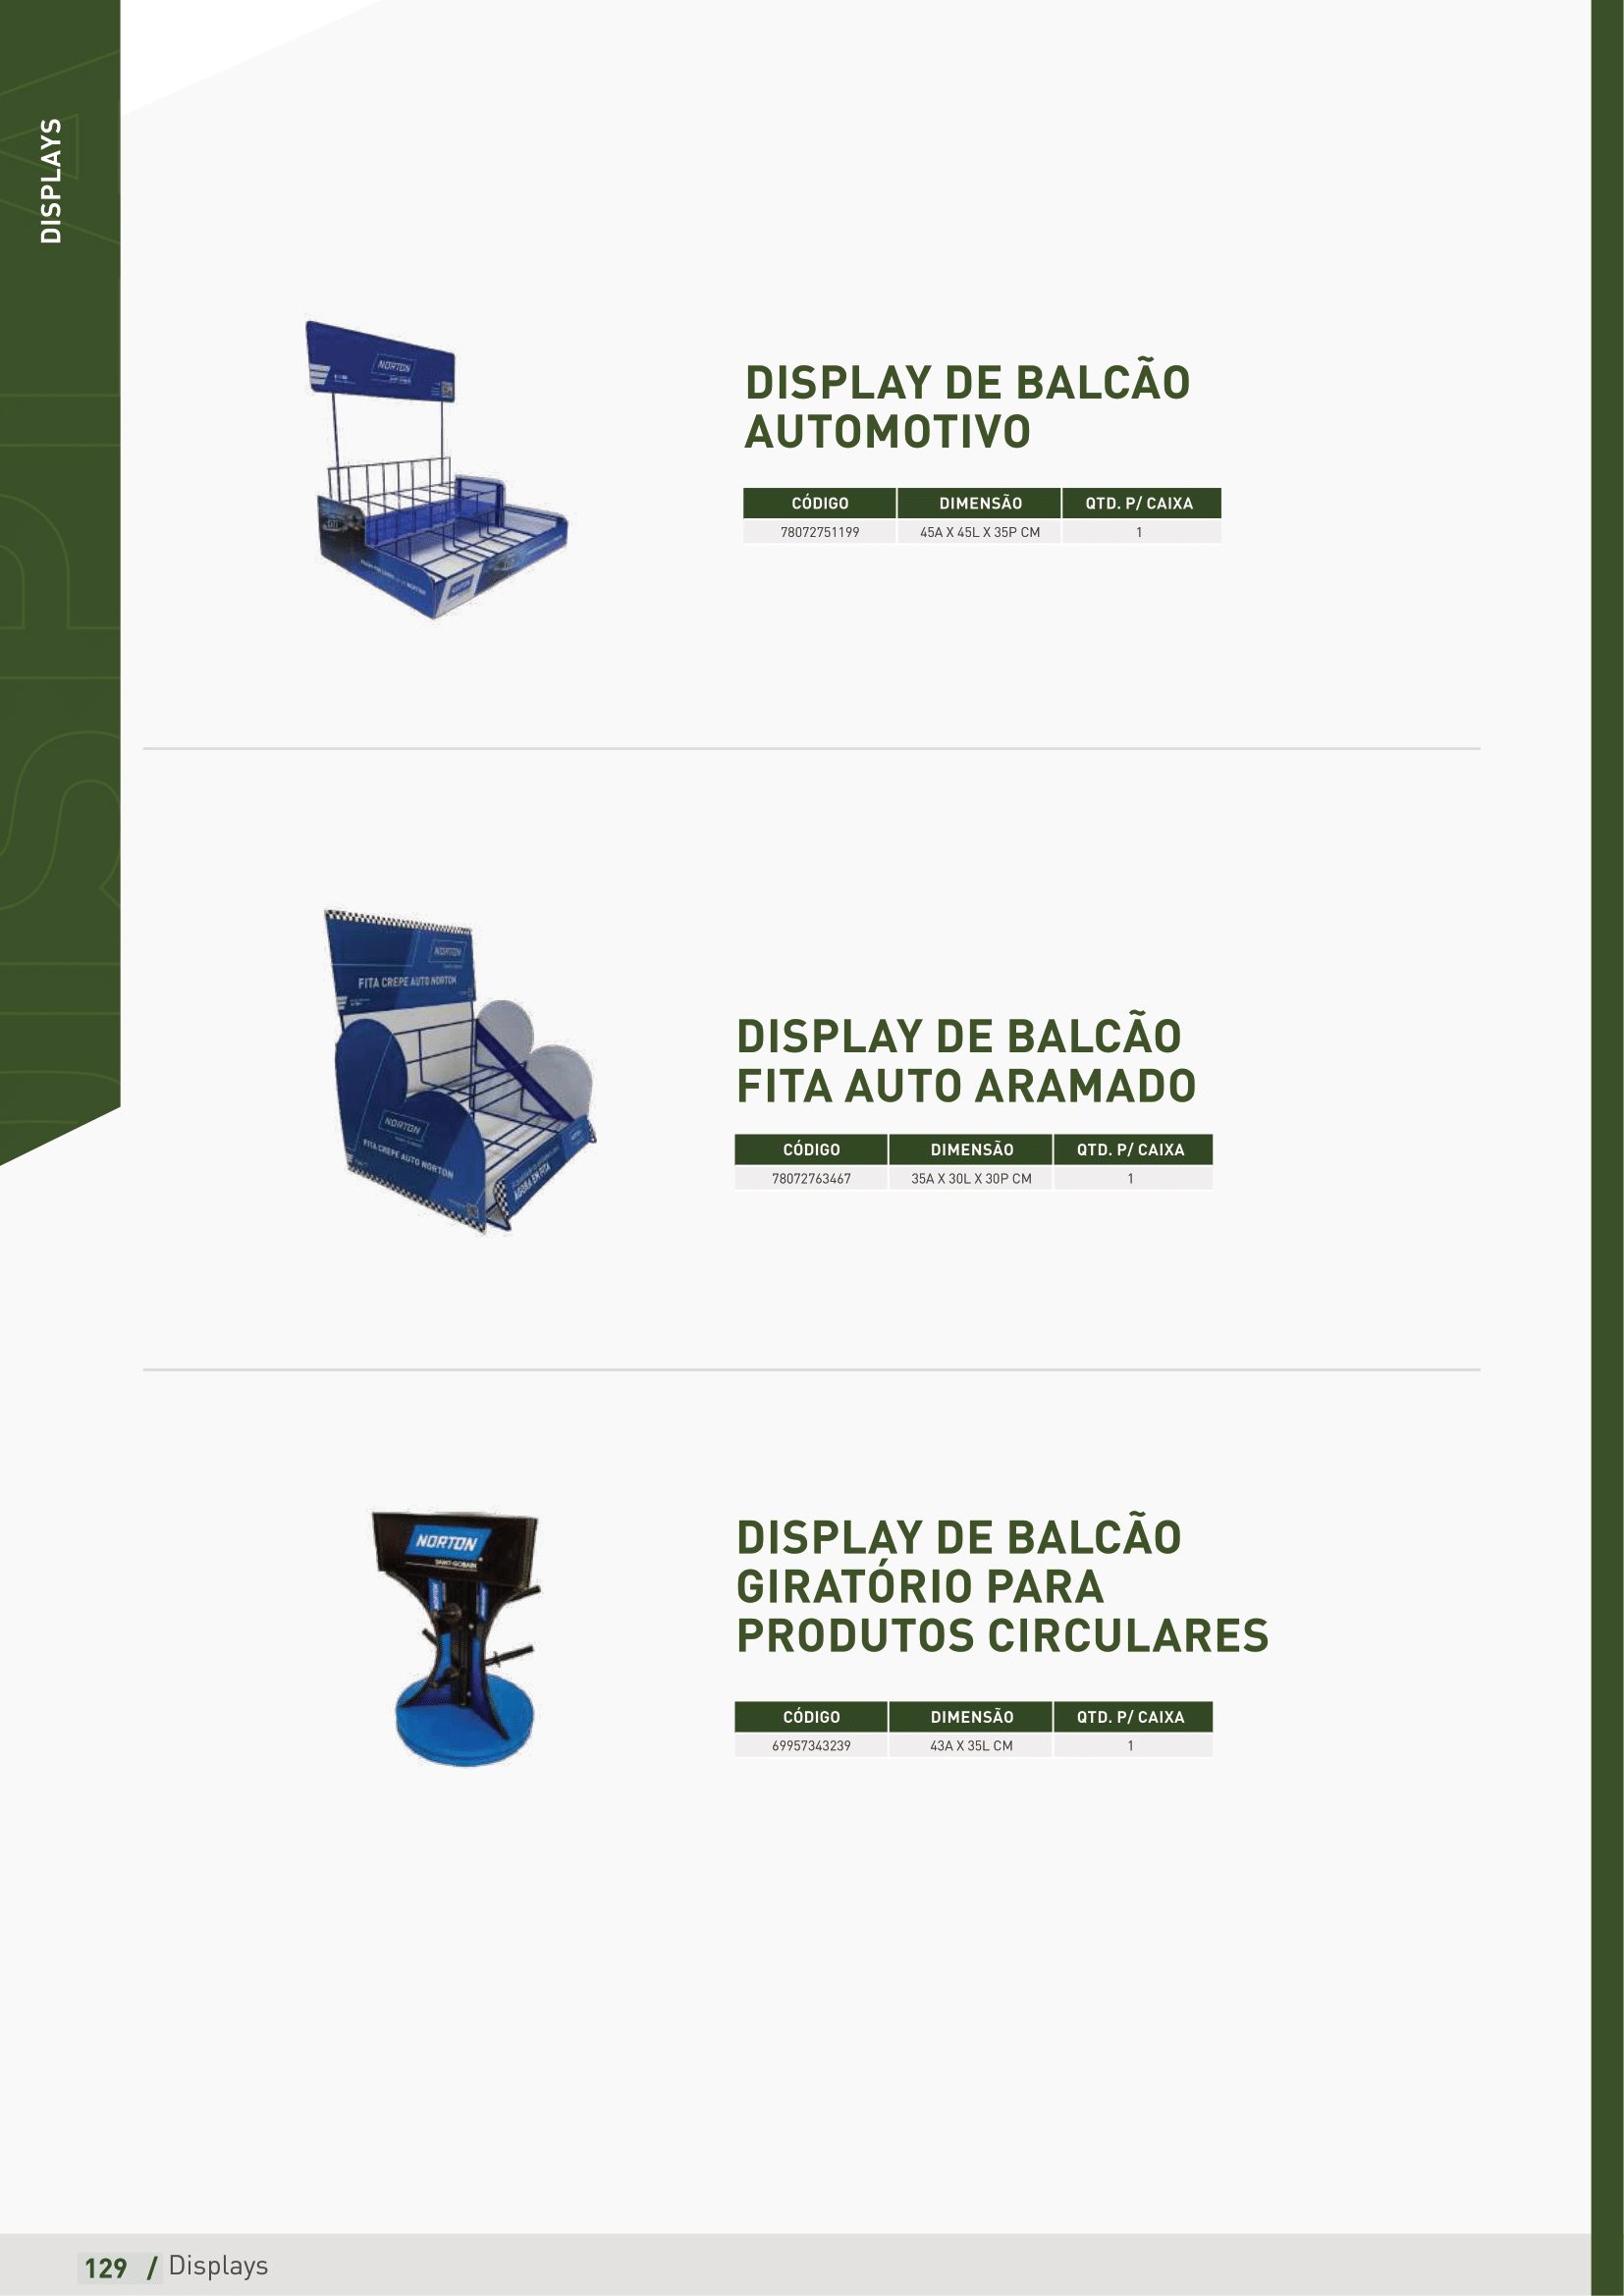 DISPLAYS
NORTON
DISPLAY DE BALCÃO
AUTOMOTIVO
CÓDIGO DIMENSÃO QTD. P/ CAIXA
78072751199 45A X 45L X 35P CM 1
NORTON
NORTON
FITA CREPE AUTO NORTON
NORTON
FITA CREPE AUTO NORTON
AGORA EM FITA
DISPLAY DE BALCÃO
FITA AUTO ARAMADO
CÓDIGO DIMENSÃO QTD. P/ CAIXA
78072763467 35A X 30L X 30P CM 1
NORTON
SAINT-GOBAIN
NORTON
DISPLAY DE BALCÃO
GIRATÓRIO PARA
PRODUTOS CIRCULARES
CÓDIGO DIMENSÃO QTD. P/ CAIXA
69957343239 43A X 35L CM 1
129 / Displays